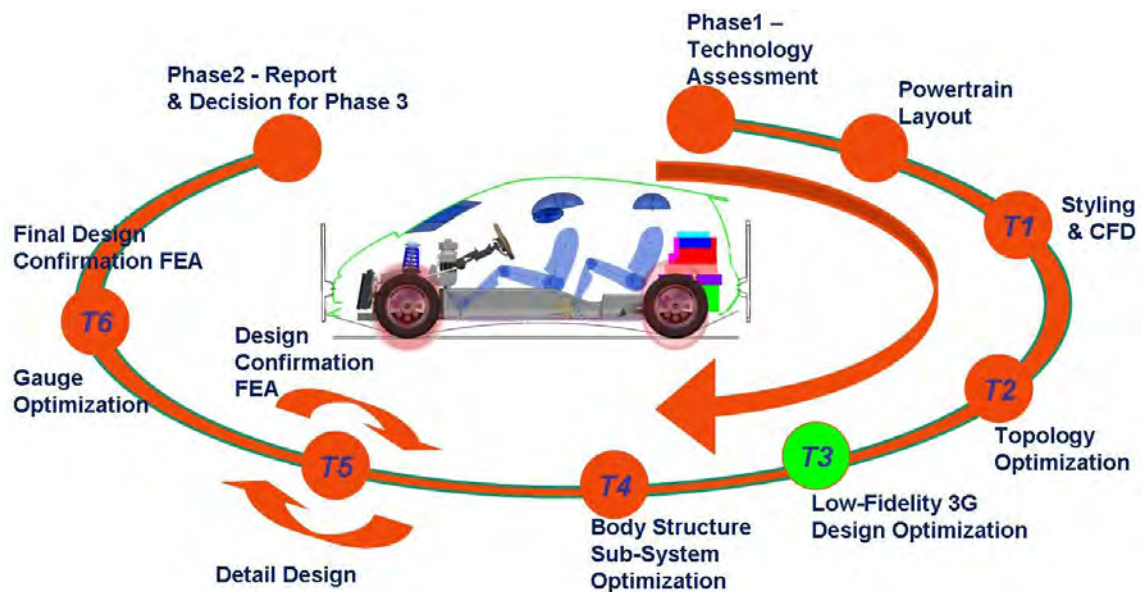 Phase1 –
Technology
Assessment
Powertrain
Layout
T1
Styling
& CFD
T2
Topology
Optimization
T3
Low-Fidelity 3G
Design Optimization
T4
Body Structure
Sub-System
Optimization
T5
Design
Confirmation
FEA
Detail Design
T6
Gauge
Optimization
Final Design
Confirmation FEA
Phase2 - Report
& Decision for Phase 3